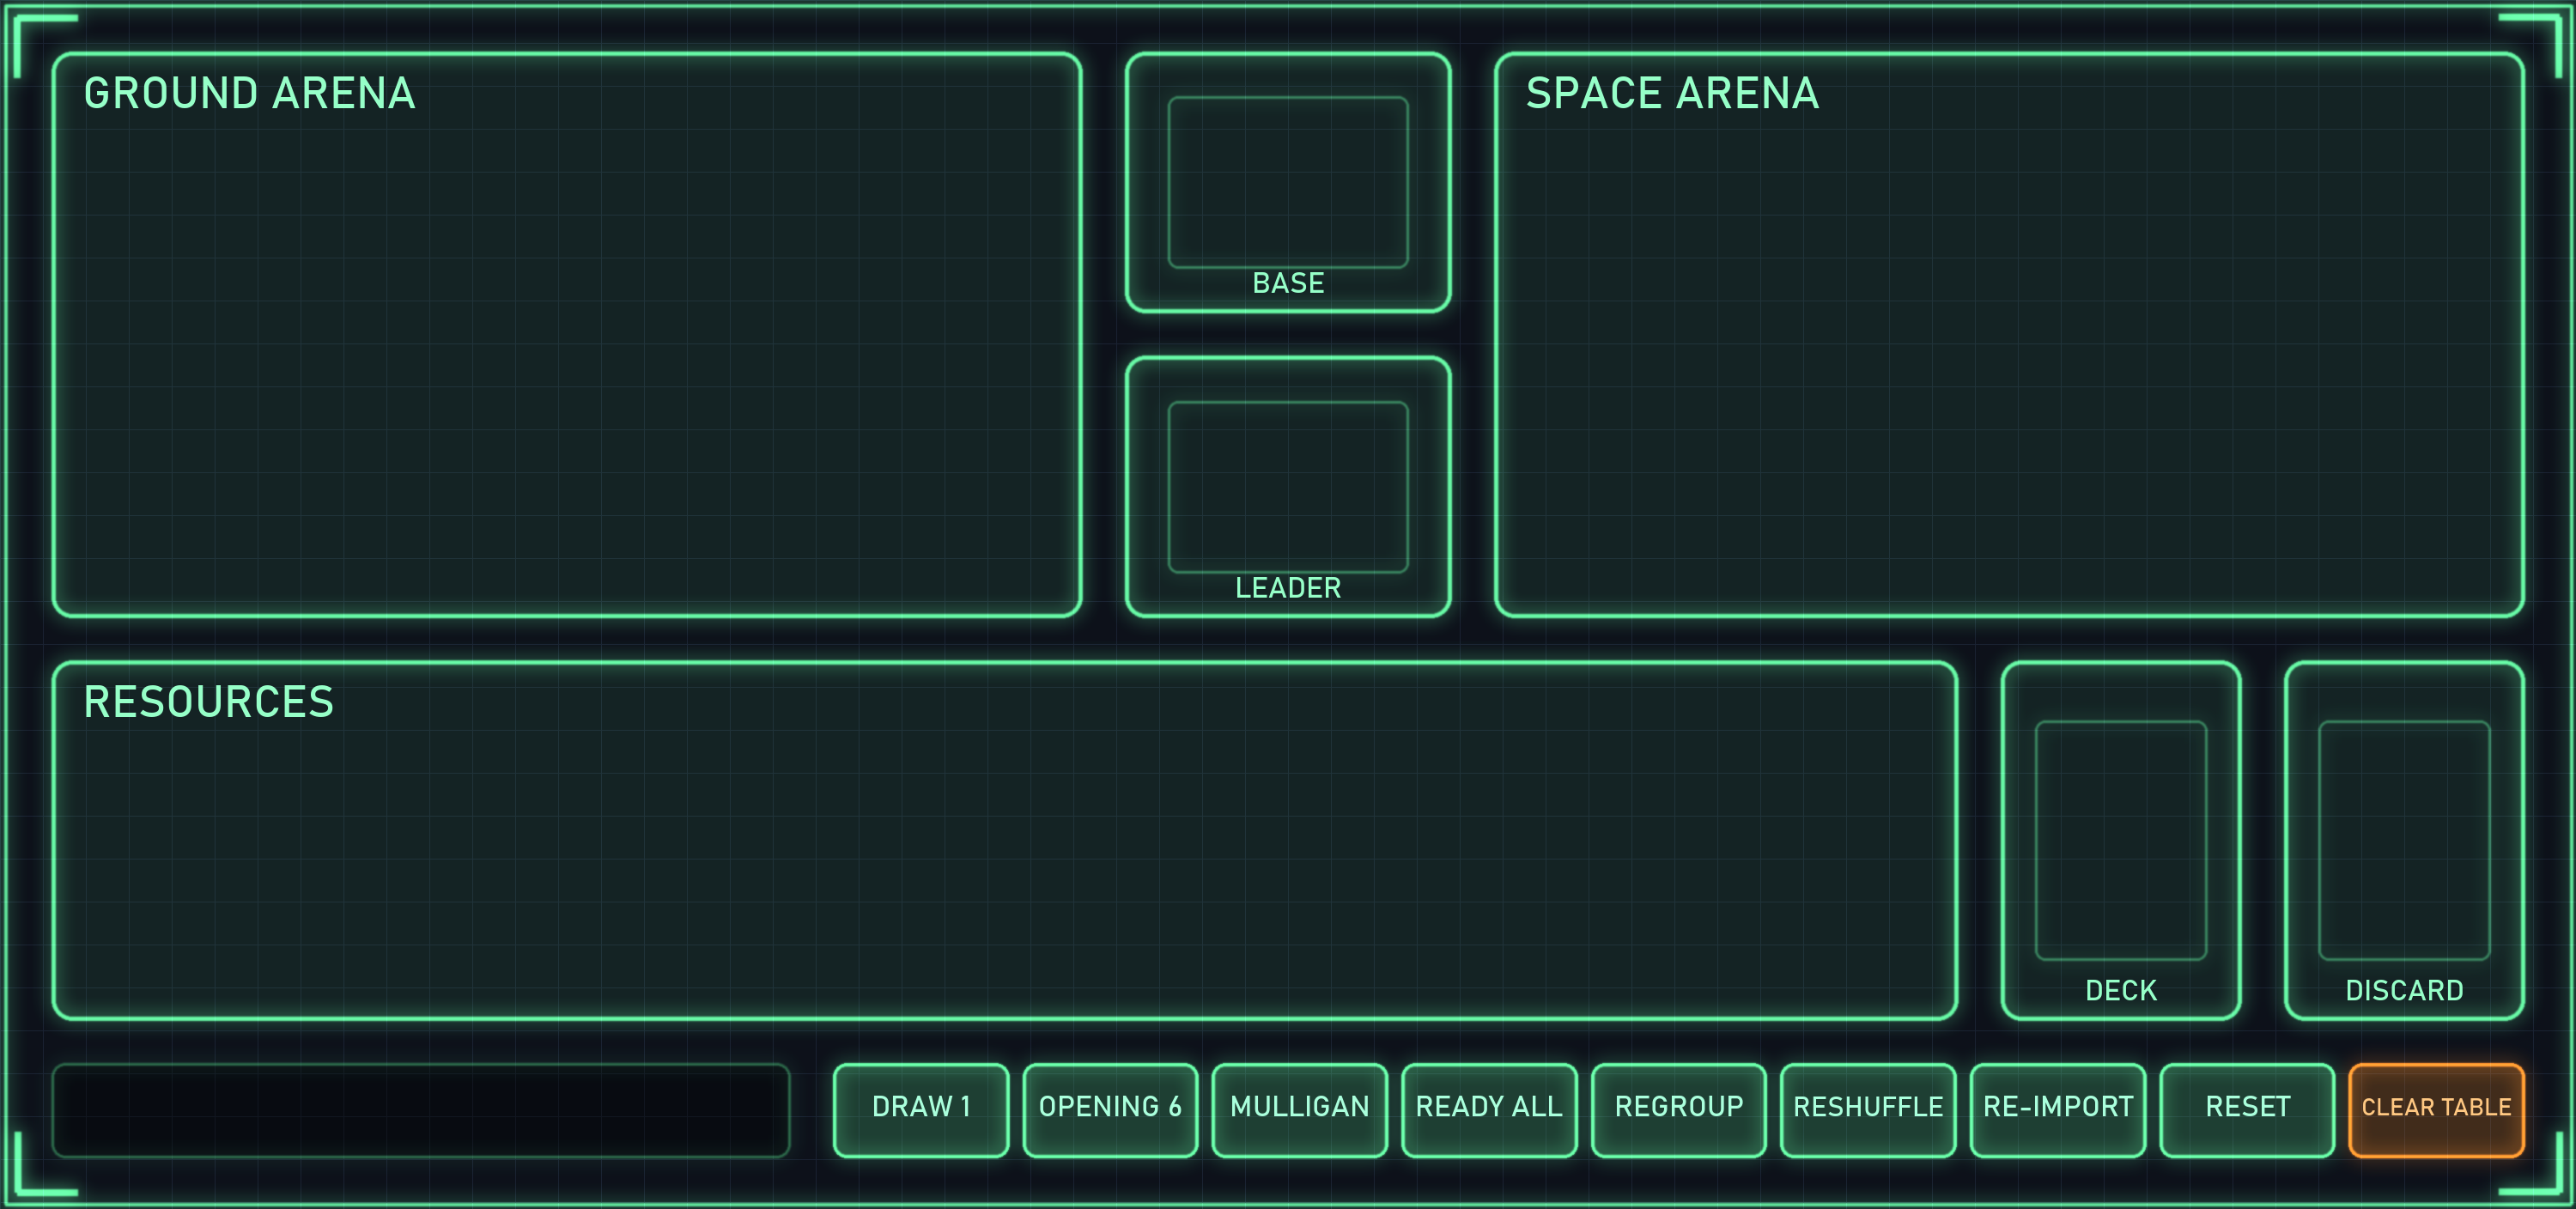 GROUND ARENA
BASE
SPACE ARENA
LEADER
RESOURCES
DECK
DISCARD
DRAW 1
OPENING 6
MULLIGAN
READY ALL
REGROUP
RESHUFFLE
RE-IMPORT
RESET
CLEAR TABLE